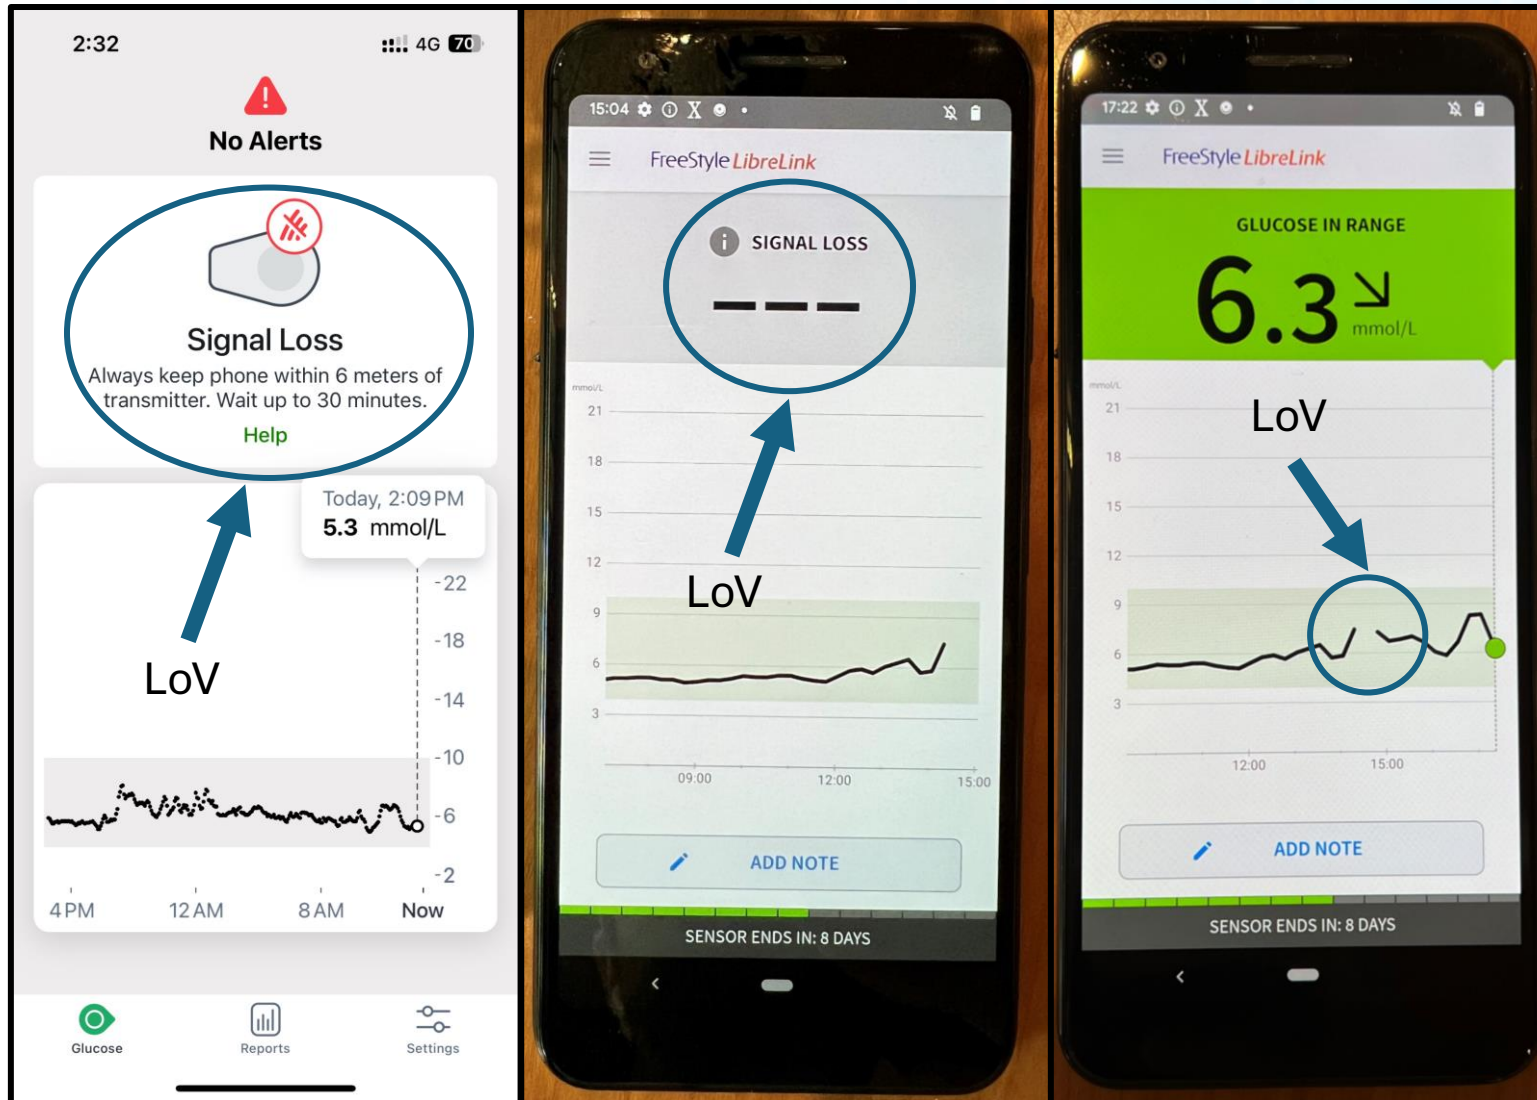 2:32
4G 70
No Alerts
Signal Loss
Always keep phone within 6 meters of
transmitter. Wait up to 30 minutes.
Help
Today, 2:09 PM
5.3 mmol/L
LoV
22
18
14
10
6
2
4 PM 12 AM 8 AM Now
Glucose Reports Settings
15:04
FreeStyle LibreLink
SIGNAL LOSS
---
mmol/L
21
18
15
12
LoV
9
6
3
09:00 12:00 15:00
ADD NOTE
SENSOR ENDS IN: 8 DAYS
17:22
FreeStyle LibreLink
GLUCOSE IN RANGE
6.3
mmol/L
mmol/L
21
LoV
18
15
12
9
6
3
12:00 15:00
ADD NOTE
SENSOR ENDS IN: 8 DAYS